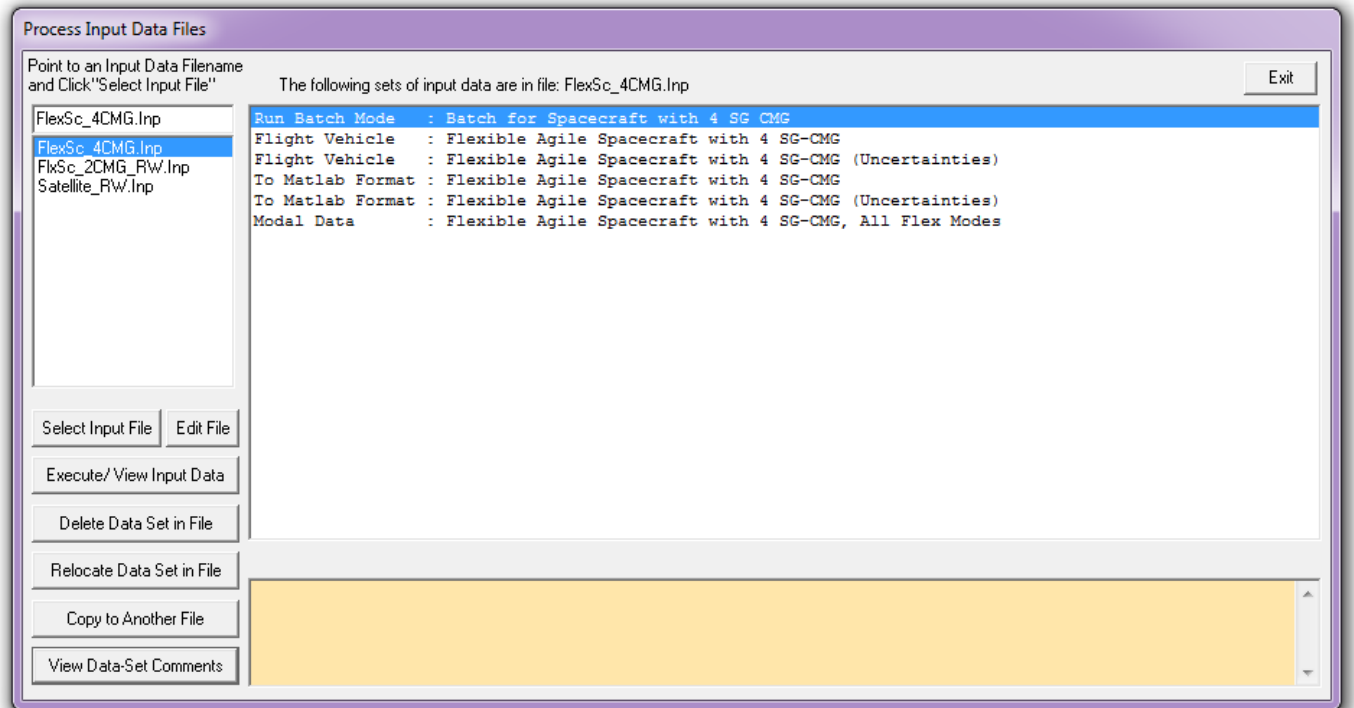 Process Input Data Files
Point to an Input Data Filename
and Click"Select Input File"
The following sets of input data are in file: FlexSc_4CMG.Inp
Exit
FlexSc_4CMG.Inp
FlexSc_4CMG.Inp
FlxSc_2CMG_RW.Inp
Satellite_RW.Inp
Run Batch Mode : Batch for Spacecraft with 4 SG CMG
Flight Vehicle : Flexible Agile Spacecraft with 4 SG-CMG
Flight Vehicle : Flexible Agile Spacecraft with 4 SG-CMG (Uncertainties)
To Matlab Format : Flexible Agile Spacecraft with 4 SG-CMG
To Matlab Format : Flexible Agile Spacecraft with 4 SG-CMG (Uncertainties)
Modal Data : Flexible Agile Spacecraft with 4 SG-CMG, All Flex Modes
Select Input File
Edit File
Execute/ View Input Data
Delete Data Set in File
Relocate Data Set in File
Copy to Another File
View Data-Set Comments